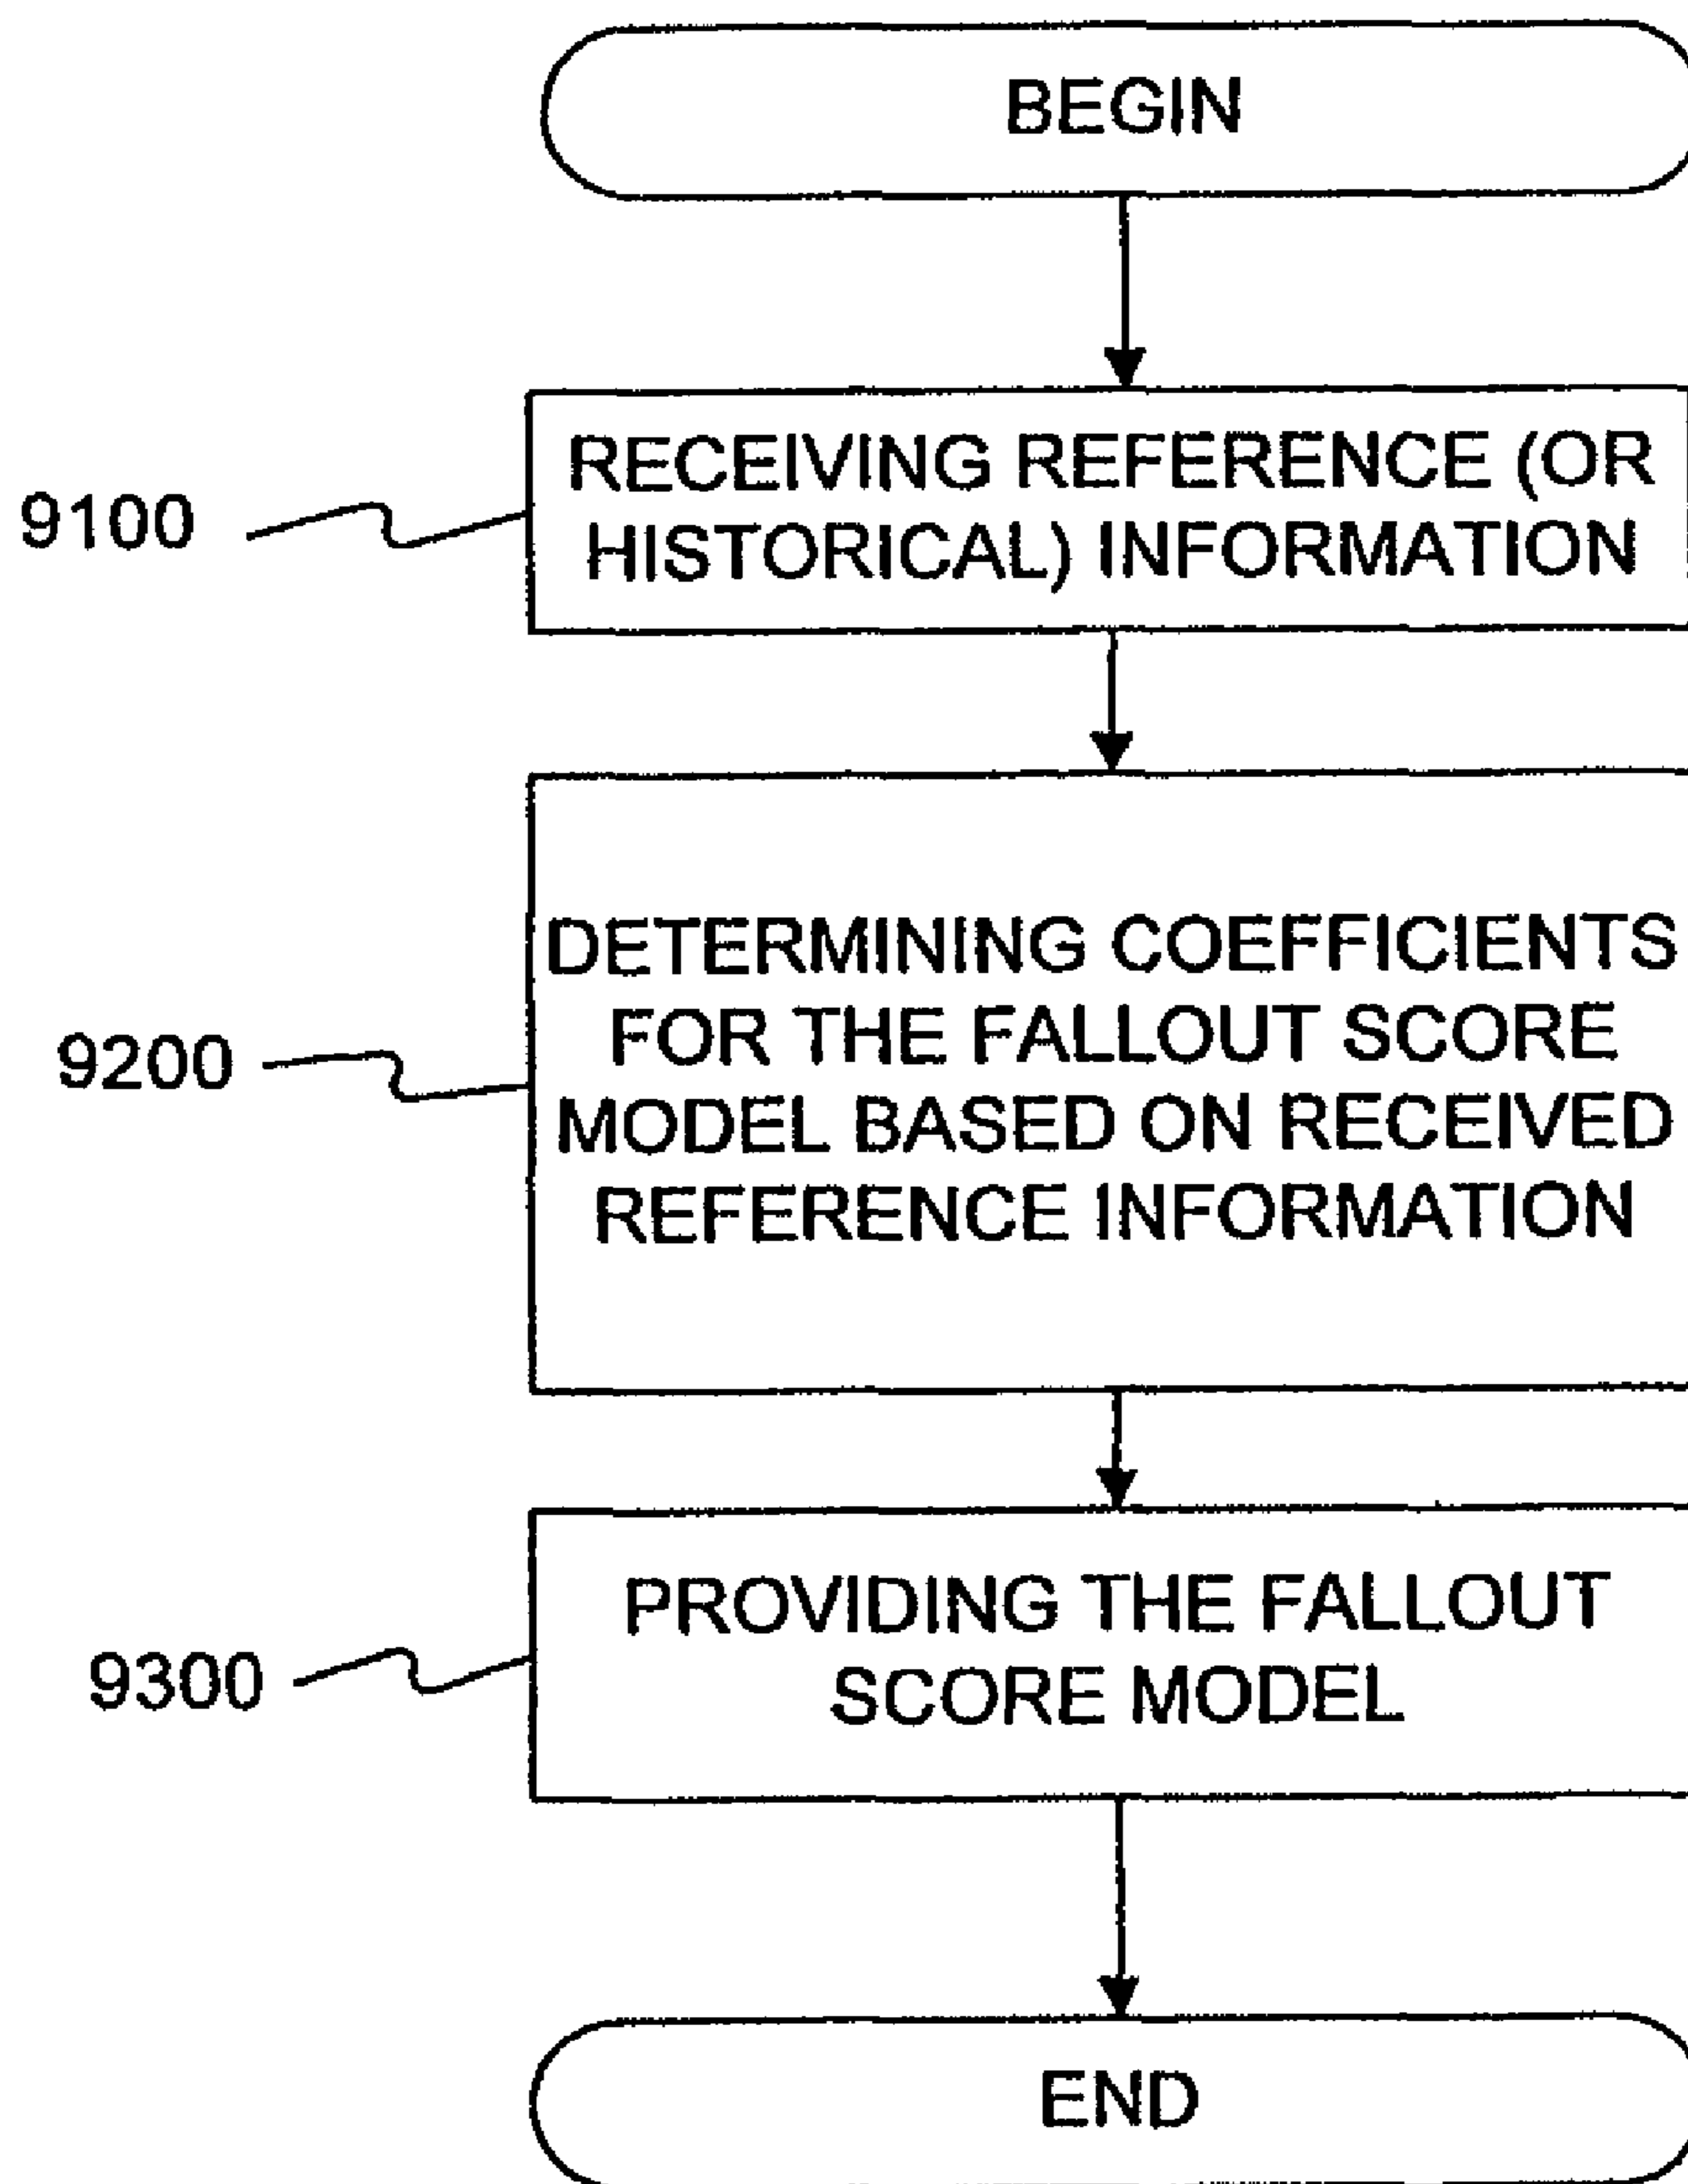 BEGIN
9100
RECEIVING REFERENCE (OR
HISTORICAL) INFORMATION
9200
DETERMINING COEFFICIENTS
FOR THE FALLOUT SCORE
MODEL BASED ON RECEIVED
REFERENCE INFORMATION
9300
PROVIDING THE FALLOUT
SCORE MODEL
END